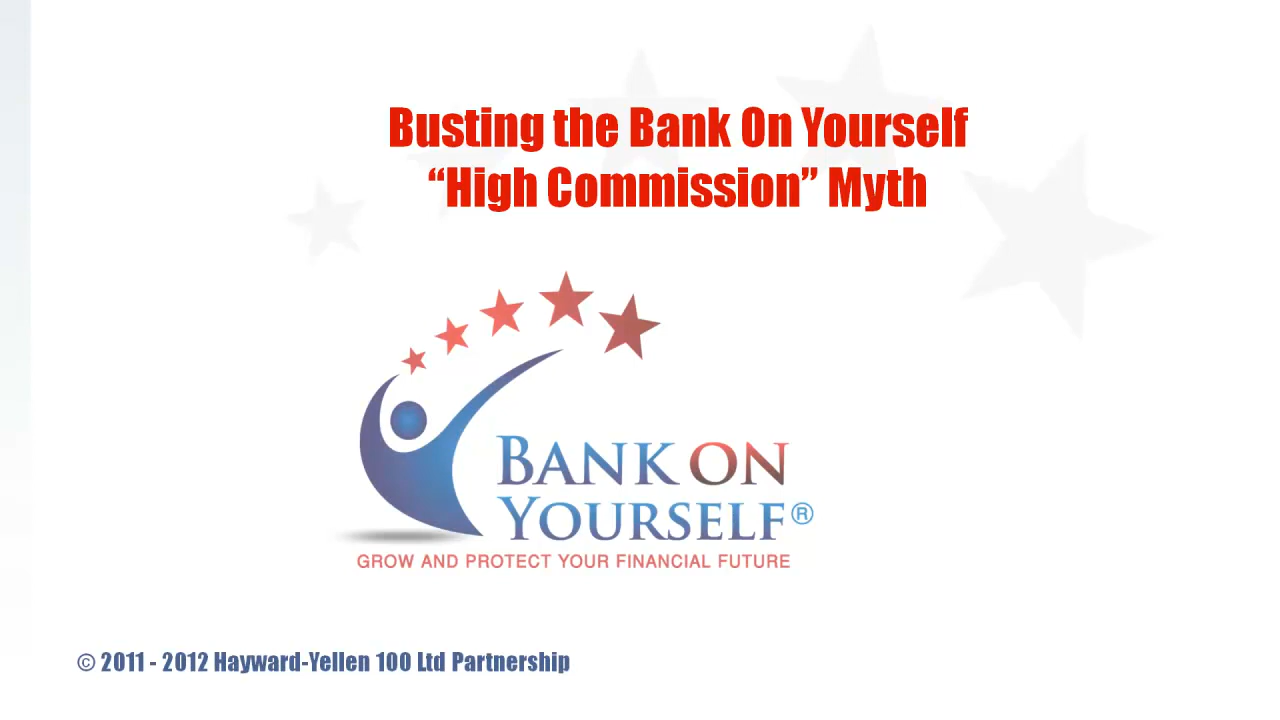 Busting the Bank On Yourself
“High Commission” Myth
BANK ON
YOURSELF®
GROW AND PROTECT YOUR FINANCIAL FUTURE
© 2011 - 2012 Hayward-Yellen 100 Ltd Partnership